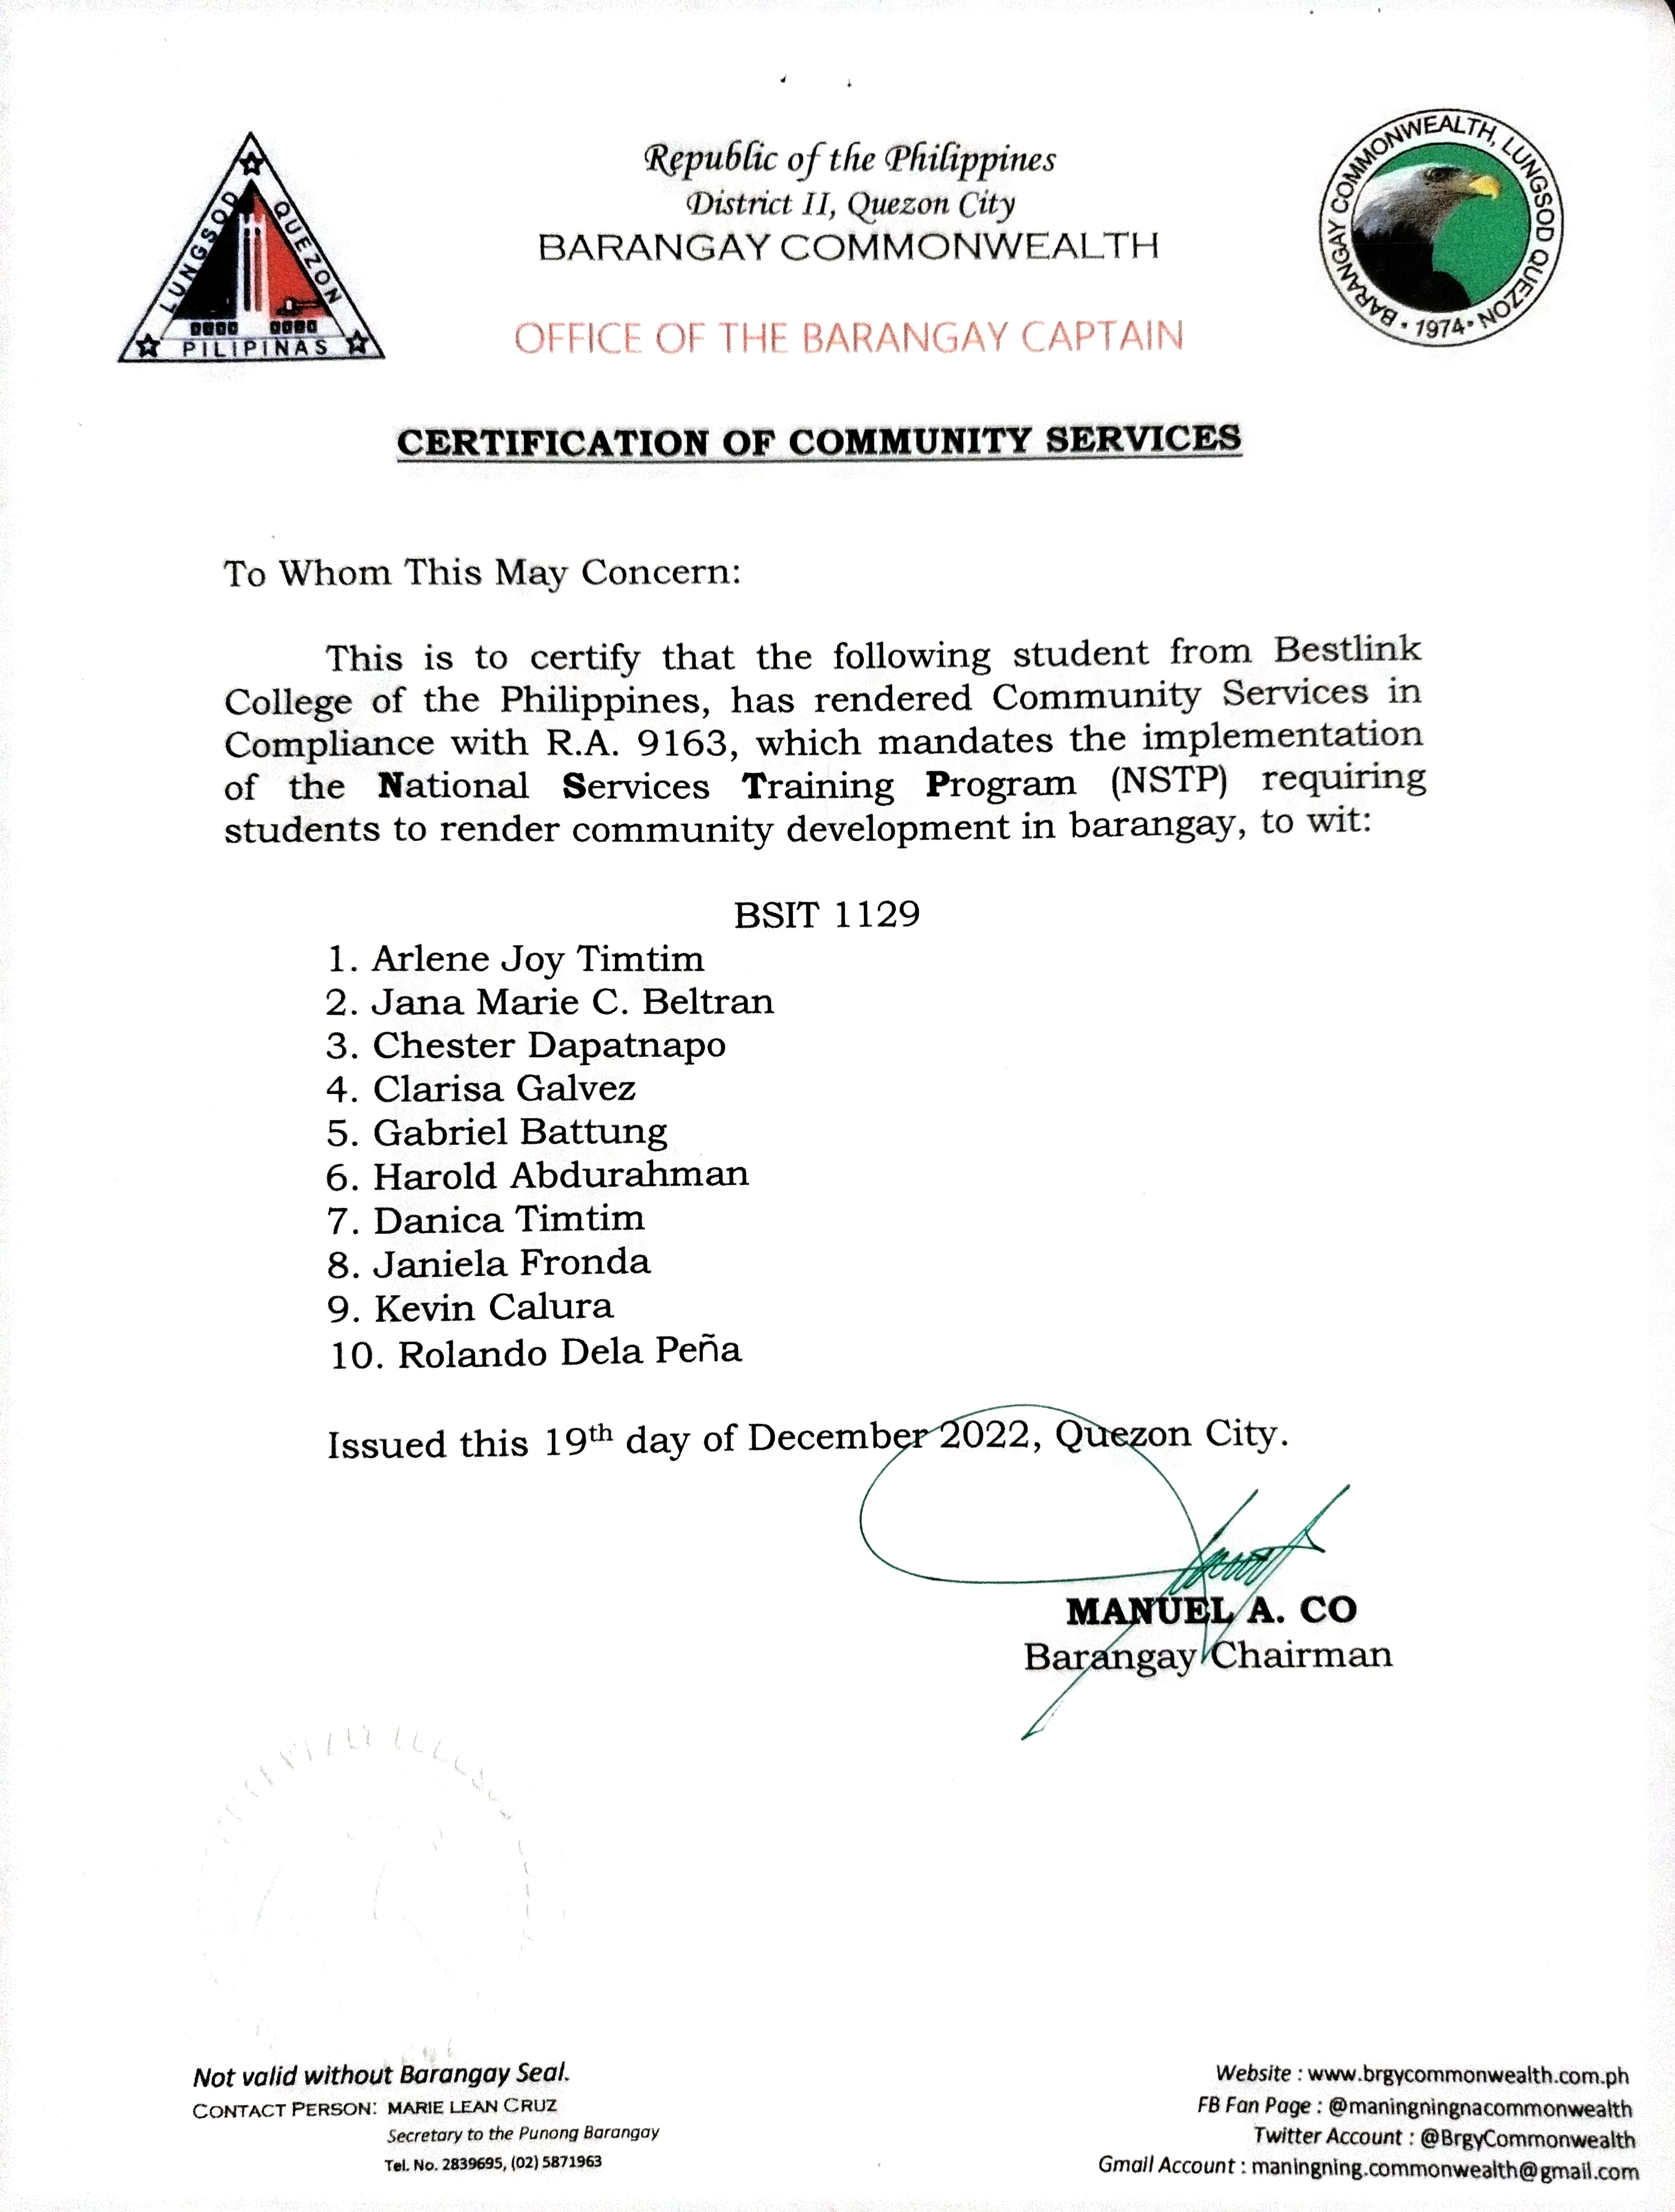 LUNGSOD QUEZON
PILIPINAS
Republic of the Philippines
District II, Quezon City
BARANGAY COMMONWEALTH
OFFICE OF THE BARANGAY CAPTAIN
BARANGAY COMMONWEALTH, LUNGSOD QUEZON
• 1974 •
CERTIFICATION OF COMMUNITY SERVICES
To Whom This May Concern:
This is to certify that the following student from Bestlink
College of the Philippines, has rendered Community Services in
Compliance with R.A. 9163, which mandates the implementation
of the National Services Training Program (NSTP) requiring
students to render community development in barangay, to wit:
BSIT 1129
1. Arlene Joy Timtim
2. Jana Marie C. Beltran
3. Chester Dapatnapo
4. Clarisa Galvez
5. Gabriel Battung
6. Harold Abdurahman
7. Danica Timtim
8. Janiela Fronda
9. Kevin Calura
10. Rolando Dela Peña
Issued this 19th day of December 2022, Quezon City.
MANUEL A. CO
Barangay Chairman
Not valid without Barangay Seal.
CONTACT PERSON: MARIE LEAN CRUZ
Secretary to the Punong Barangay
Tel. No. 2839695, (02) 5871963
Website : www.brgycommonwealth.com.ph
FB Fan Page : @maningningnacommonwealth
Twitter Account : @BrgyCommonwealth
Gmail Account : maningning.commonwealth@gmail.com